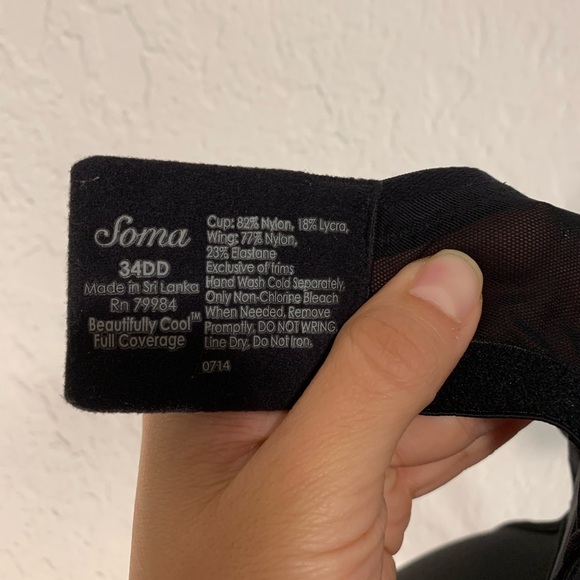 Soma
34DD
Made in Sri Lanka
Rn 79984
Beautifully Cool™
Full Coverage
Cup: 82% Nylon, 18% Lycra,
Wing: 77% Nylon,
23% Elastane
Exclusive of trims
Hand Wash Cold Separately,
Only Non-Chlorine Bleach
When Needed, Remove
Promptly, DO NOT WRING,
Line Dry, Do Not Iron.
0714